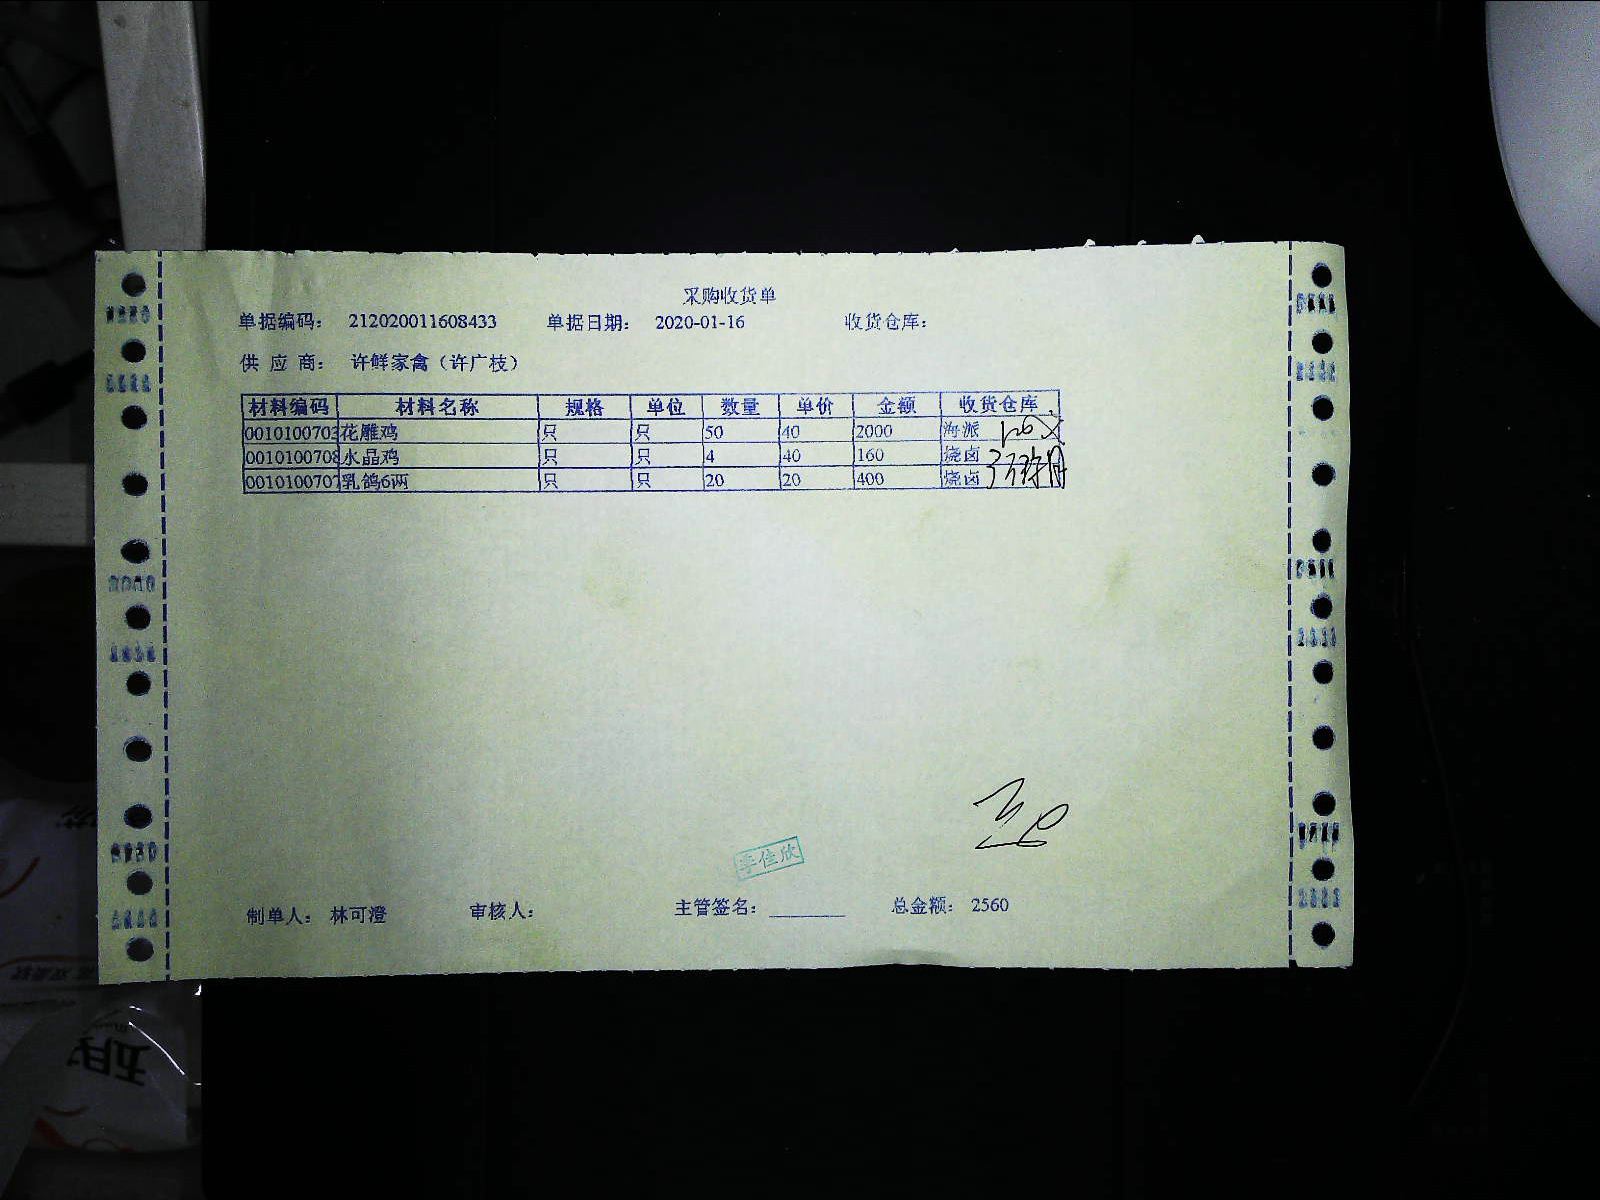 采购收货单
单据编码: 212020011608433 单据日期: 2020-01-16 收货仓库:
供 应 商: 许鲜家禽(许广枝)
材料编码 材料名称 规格 单位 数量 单价 金额 收货仓库
0010100703 花雕鸡 只 只 50 40 2000 海派
0010100708 水晶鸡 只 只 4 40 160 烧卤
0010100707 乳鸽6两 只 只 20 20 400 烧卤
李佳欣
制单人: 林可澄 审核人: 主管签名: ________ 总金额: 2560